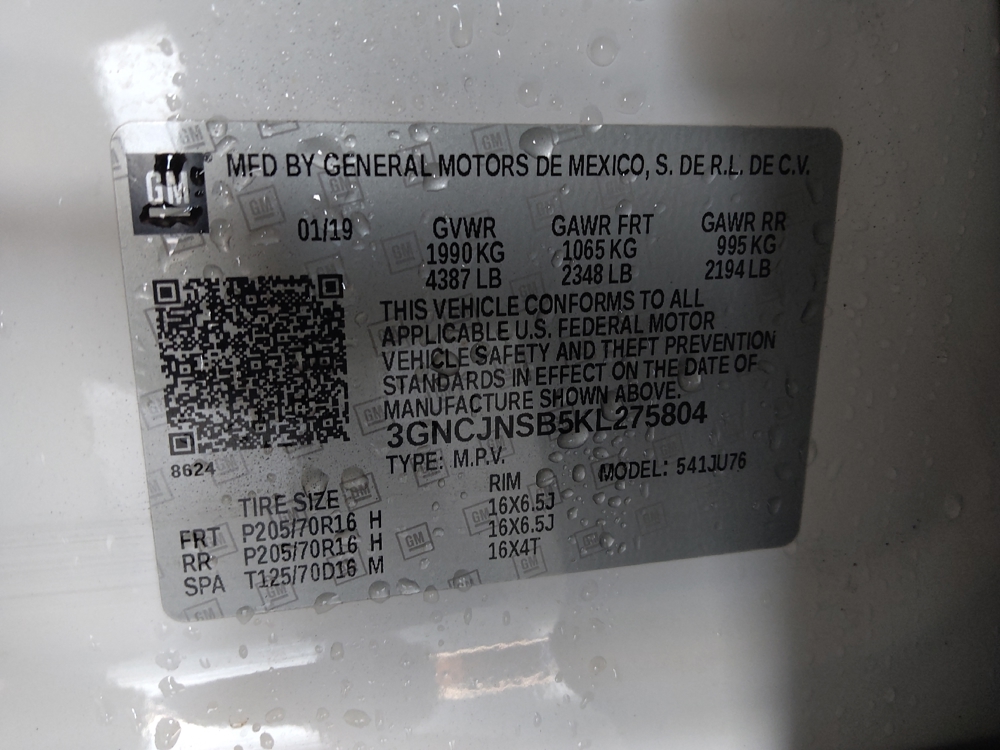 GM
MFD BY GENERAL MOTORS DE MEXICO, S. DE R.L. DE C.V.
01/19 GVWR GAWR FRT GAWR RR
1990 KG 1065 KG 995 KG
4387 LB 2348 LB 2194 LB
THIS VEHICLE CONFORMS TO ALL
APPLICABLE U.S. FEDERAL MOTOR
VEHICLE SAFETY AND THEFT PREVENTION
STANDARDS IN EFFECT ON THE DATE OF
MANUFACTURE SHOWN ABOVE.
3GNCJNSB5KL275804
8624
TYPE: M.P.V. MODEL: 541JU76
TIRE SIZE RIM
FRT P205/70R16 H 16X6.5J
RR P205/70R16 H 16X6.5J
SPA T125/70D16 M 16X4T